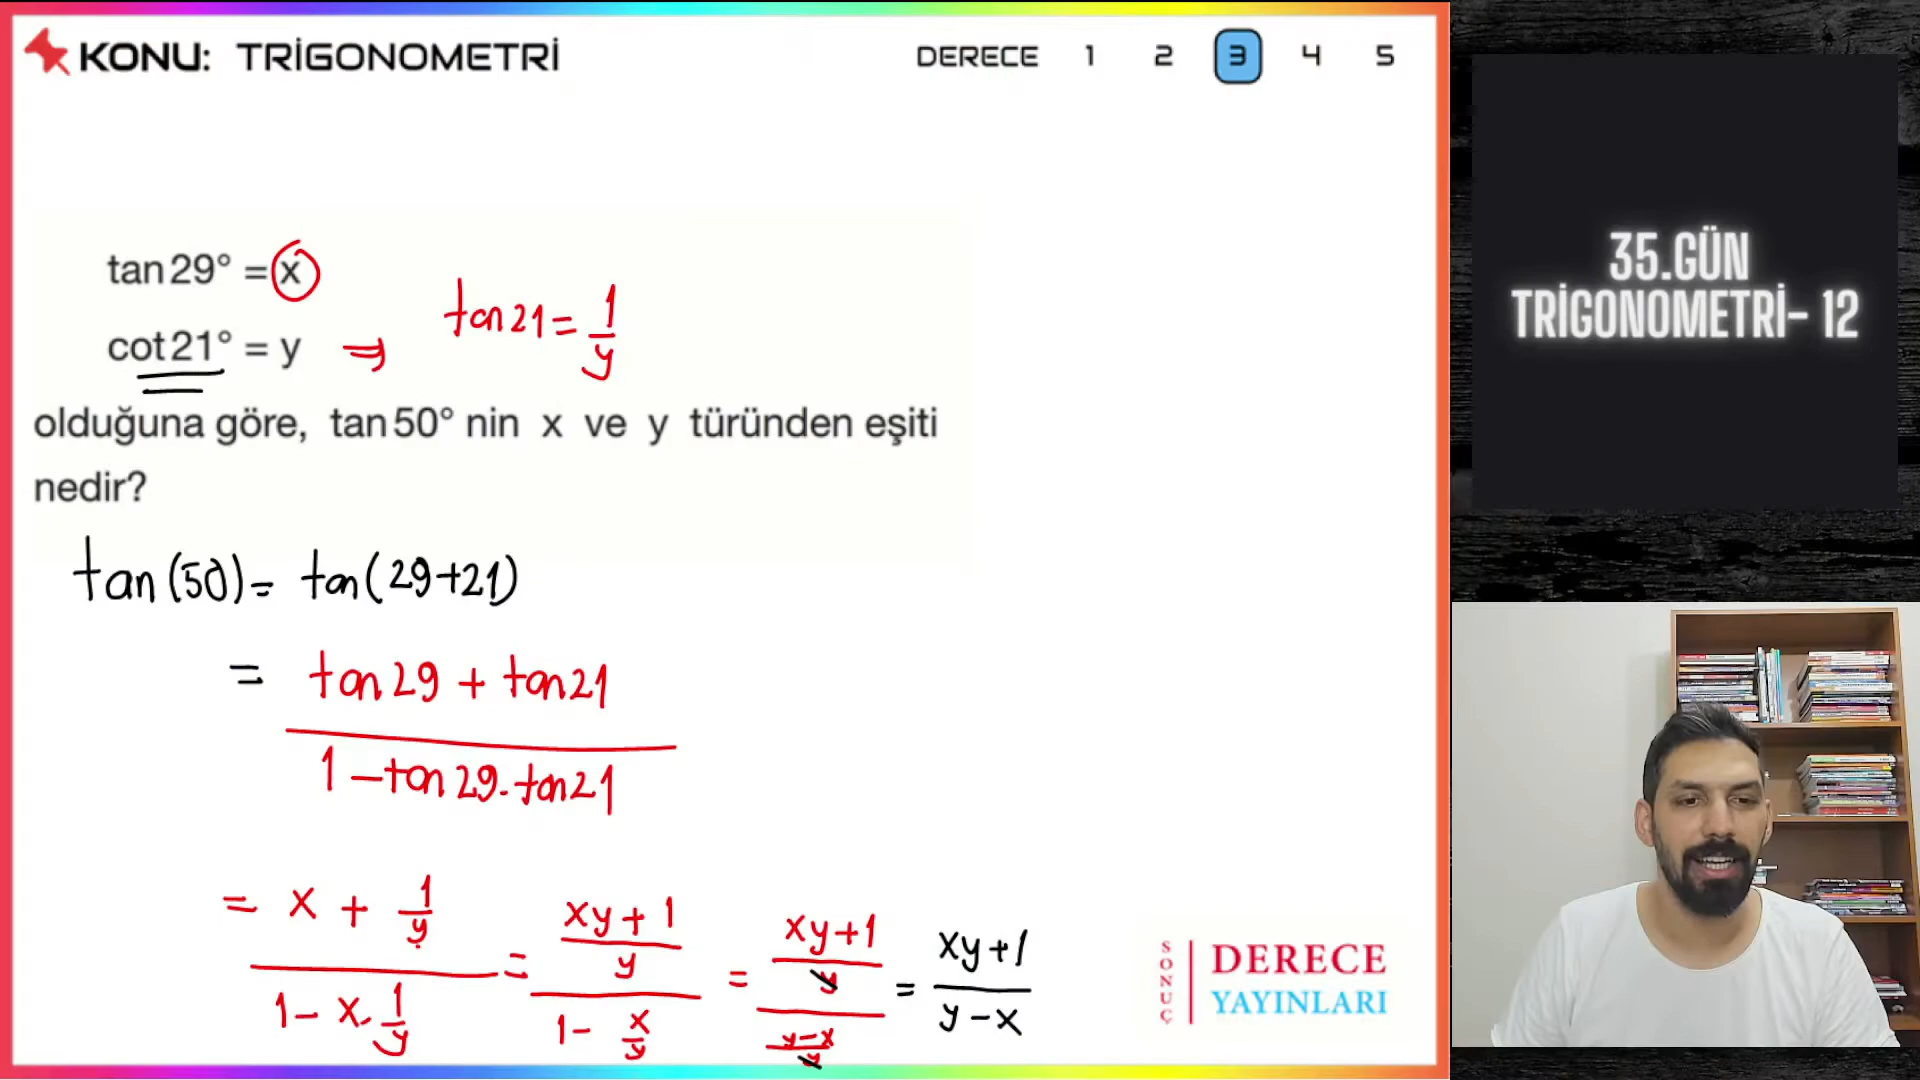 KONU: TRİGONOMETRİ
DERECE 1 2 3 4 5
tan 29° = x
cot 21° = y ⇒ tan 21 = 1/y
olduğuna göre, tan 50° nin x ve y türünden eşiti
nedir?
tan(50) = tan(29+21)
= (tan 29 + tan 21) / (1 - tan 29 . tan 21)
= (x + 1/y) / (1 - x . 1/y) = ((xy + 1)/y) / (1 - x/y) = ((xy+1)/y) / ((y-x)/y) = (xy+1)/(y-x)
SONUÇ
DERECE
YAYINLARI
35.GÜN
TRİGONOMETRİ- 12